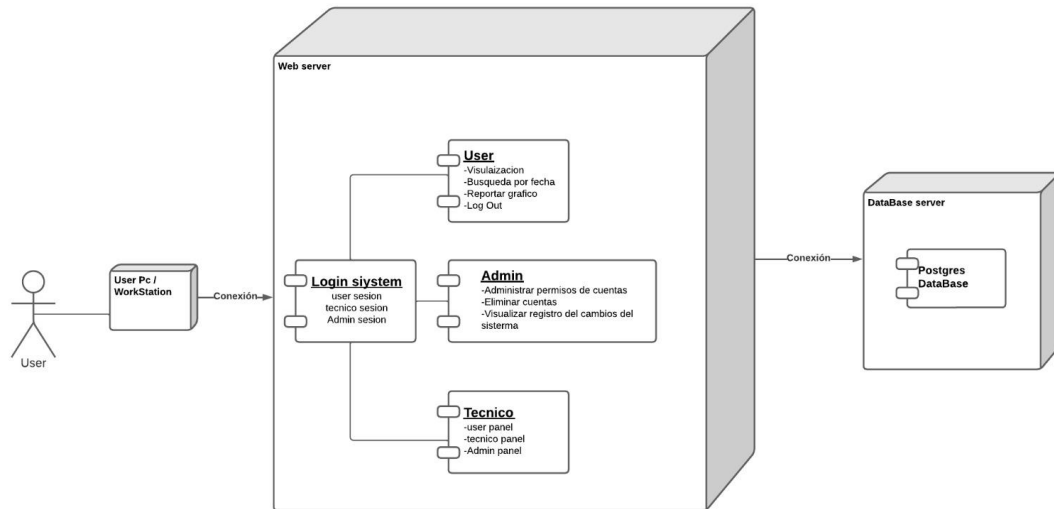 Web server
User
-Visulaizacion
-Busqueda por fecha
-Reportar grafico
-Log Out
DataBase server
Conexión
Postgres
DataBase
User Pc /
WorkStation
Conexión
Login siystem
user sesion
tecnico sesion
Admin sesion
Admin
-Administrar permisos de cuentas
-Eliminar cuentas
-Visualizar registro del cambios del
sisterma
User
Tecnico
-user panel
-tecnico panel
-Admin panel